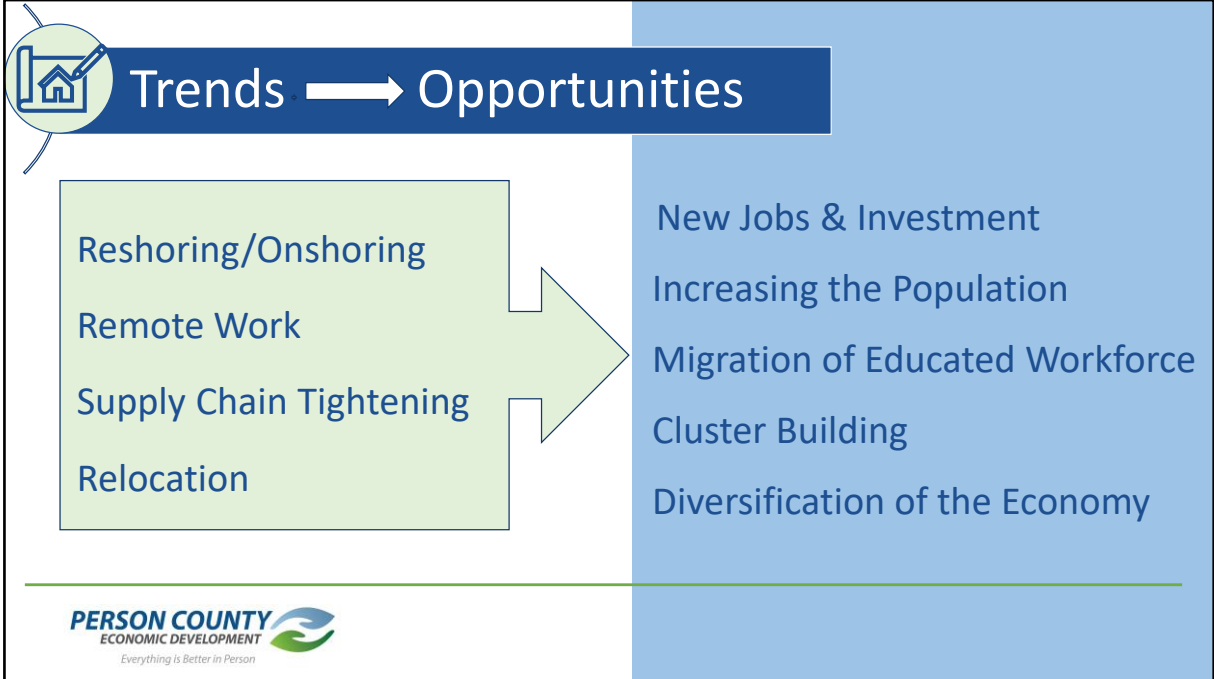 Trends Opportunities
Reshoring/Onshoring
Remote Work
Supply Chain Tightening
Relocation
New Jobs & Investment
Increasing the Population
Migration of Educated Workforce
Cluster Building
Diversification of the Economy
PERSON COUNTY
ECONOMIC DEVELOPMENT
Everything is Better in Person